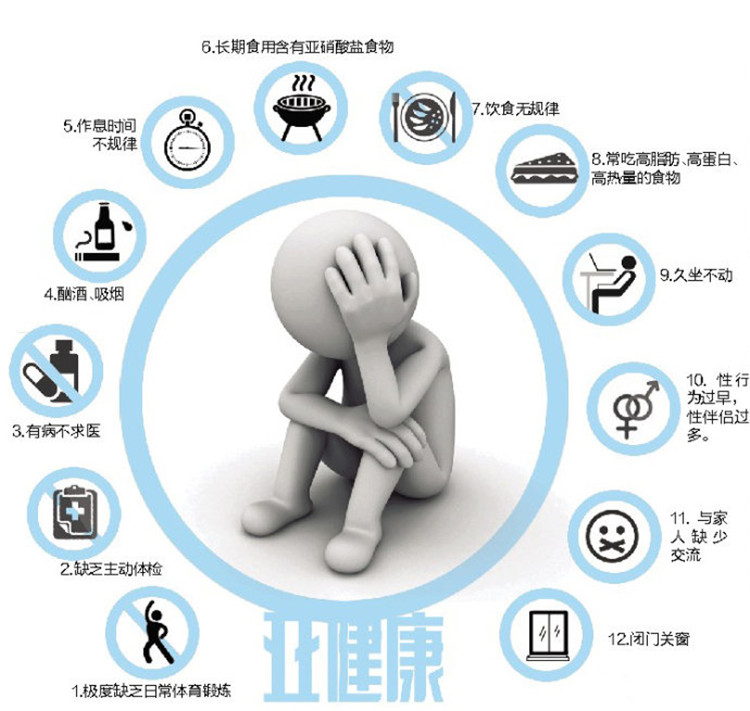 6.长期食用含有亚硝酸盐食物
7.饮食无规律
5.作息时间
不规律
8.常吃高脂肪、高蛋白、
高热量的食物
9.久坐不动
4.酗酒、吸烟
10. 性行
为过早，
性伴侣过
多。
3.有病不求医
11. 与家
人缺少
交流
2.缺乏主动体检
12.闭门关窗
1.极度缺乏日常体育锻炼
亚健康